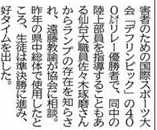 害者のための国際スポーツ大
会「デフリンピック」の40
0㍍リレー優勝者で、同中の
陸上部員を指導することもあ
る仙台大職員佐々木琢磨さん
からランプの存在を知らさ
れ、遠藤教諭が協会に相談。
昨年の県中総体で使用したと
ころ、生徒は準決勝に進み、
好タイムを出した。